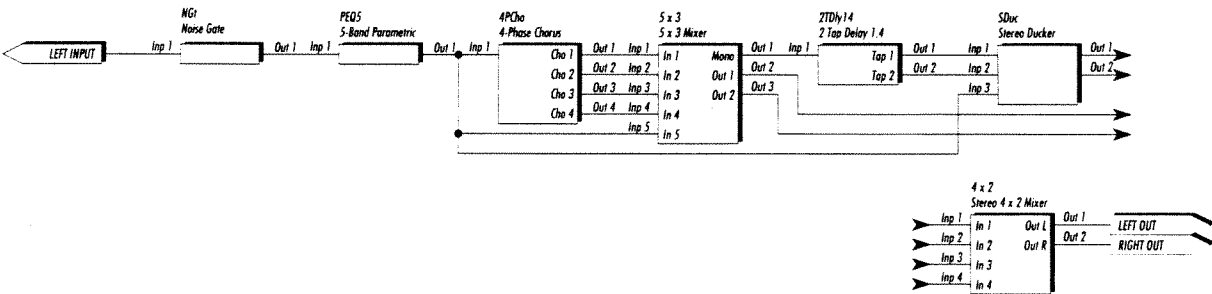 NGt
Noise Gate
PEQ5
5-Band Parametric
4PCho
4-Phase Chorus
5 x 3
5 x 3 Mixer
2TDly14
2 Tap Delay 1.4
SDuc
Stereo Ducker
LEFT INPUT
Inp 1
Out 1
Inp 1
Out 1
Inp 1
Cho 1
Out 1
Inp 1
In 1
Mono
Out 1
Inp 1
Tap 1
Out 1
Inp 1
Out 1
Cho 2
Out 2
Inp 2
In 2
Out 1
Out 2
Tap 2
Out 2
Inp 2
Out 2
Cho 3
Out 3
Inp 3
In 3
Out 2
Out 3
Inp 3
Cho 4
Out 4
Inp 4
In 4
Inp 5
In 5
4 x 2
Stereo 4 x 2 Mixer
Inp 1
In 1
Out L
Out 1
LEFT OUT
Inp 2
In 2
Out R
Out 2
RIGHT OUT
Inp 3
In 3
Inp 4
In 4